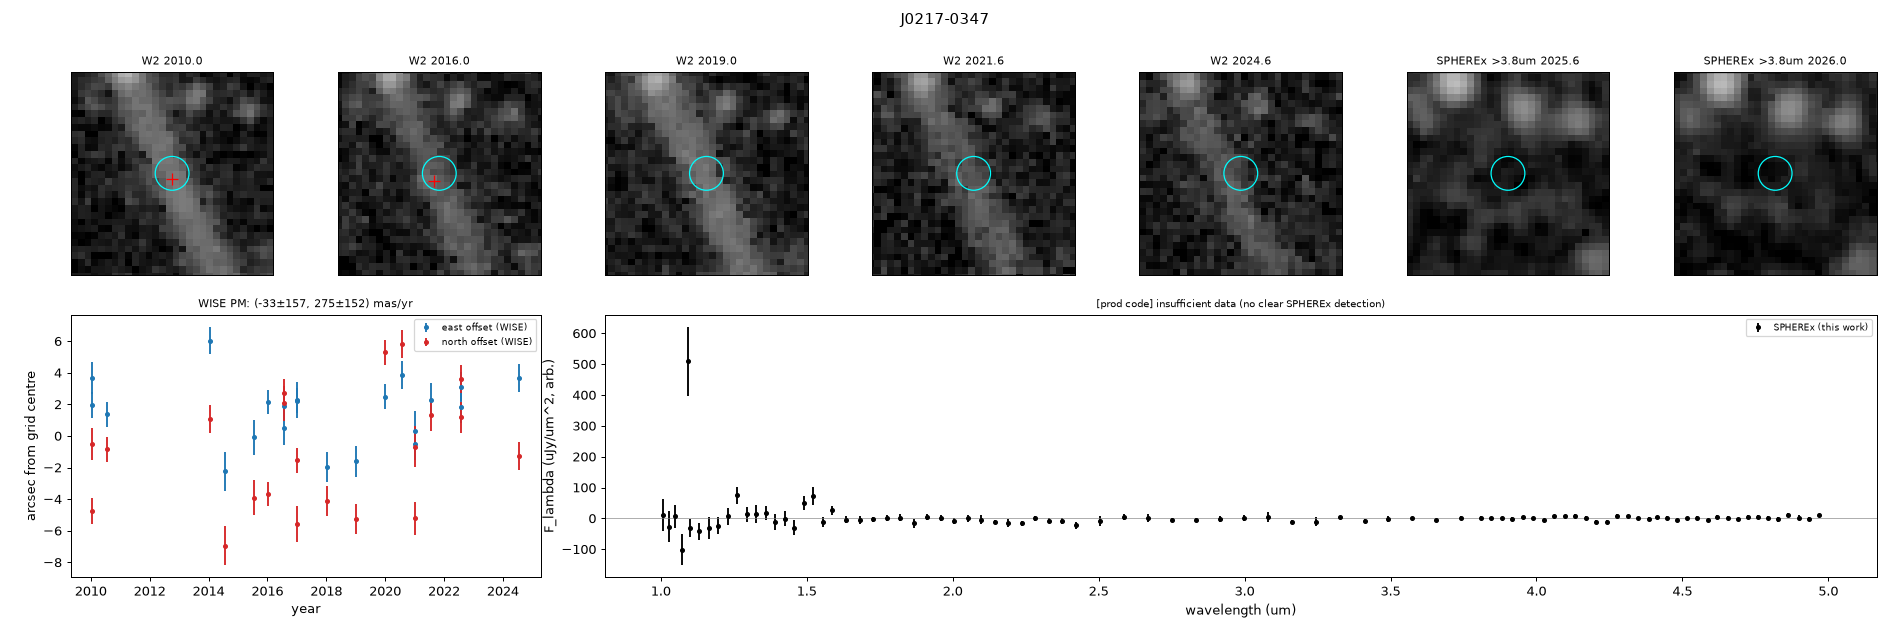 J0217-0347
W2 2010.0
W2 2016.0
W2 2019.0
W2 2021.6
W2 2024.6
SPHEREx >3.8um 2025.6
SPHEREx >3.8um 2026.0
WISE PM: (-33±157, 275±152) mas/yr
east offset (WISE)
north offset (WISE)
arcsec from grid centre
6
4
2
0
−2
−4
−6
−8
2010
2012
2014
2016
2018
2020
2022
2024
year
[prod code] insufficient data (no clear SPHEREx detection)
SPHEREx (this work)
F_lambda (uJy/um^2, arb.)
600
500
400
300
200
100
0
−100
1.0
1.5
2.0
2.5
3.0
3.5
4.0
4.5
5.0
wavelength (um)